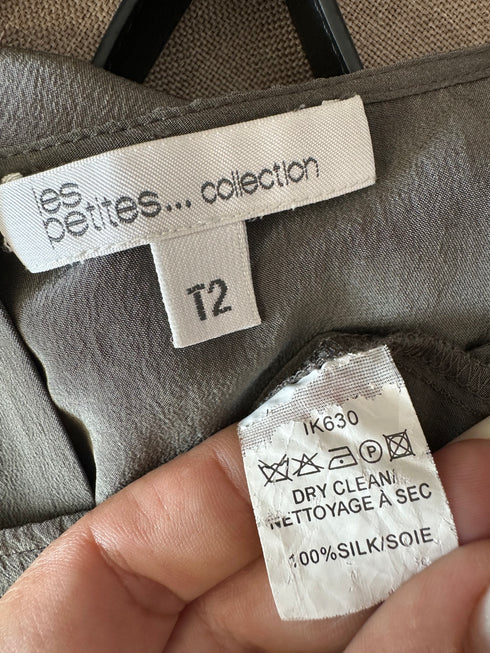 les
petites... collection
T2
IK630
P
DRY CLEAN/
NETTOYAGE À SEC
100%SILK/SOIE